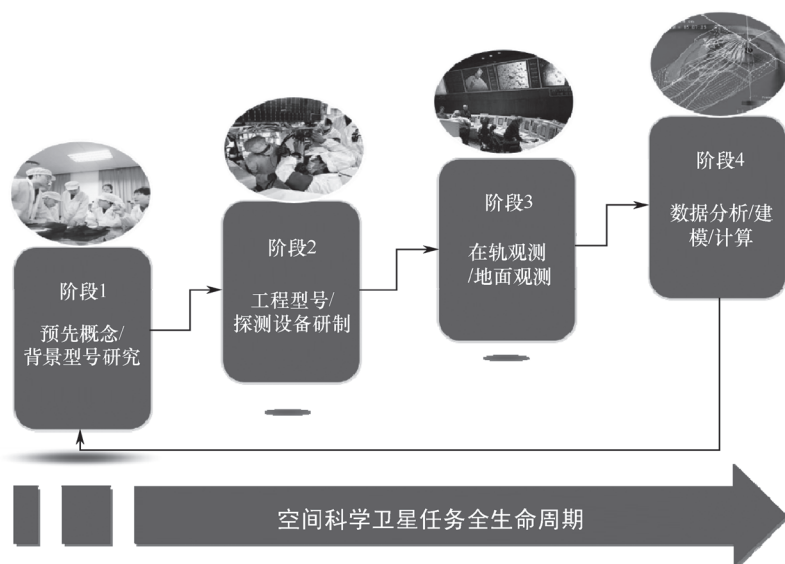 阶段1
预先概念/
背景型号研究
阶段2
工程型号/
探测设备研制
阶段3
在轨观测
/地面观测
阶段4
数据分析/建
模/计算
空间科学卫星任务全生命周期